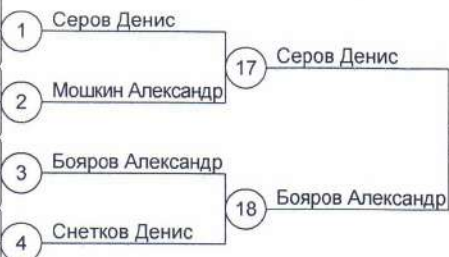 1 Серов Денис
17 Серов Денис
2 Мошкин Александр
3 Бояров Александр
18 Бояров Александр
4 Снетков Денис